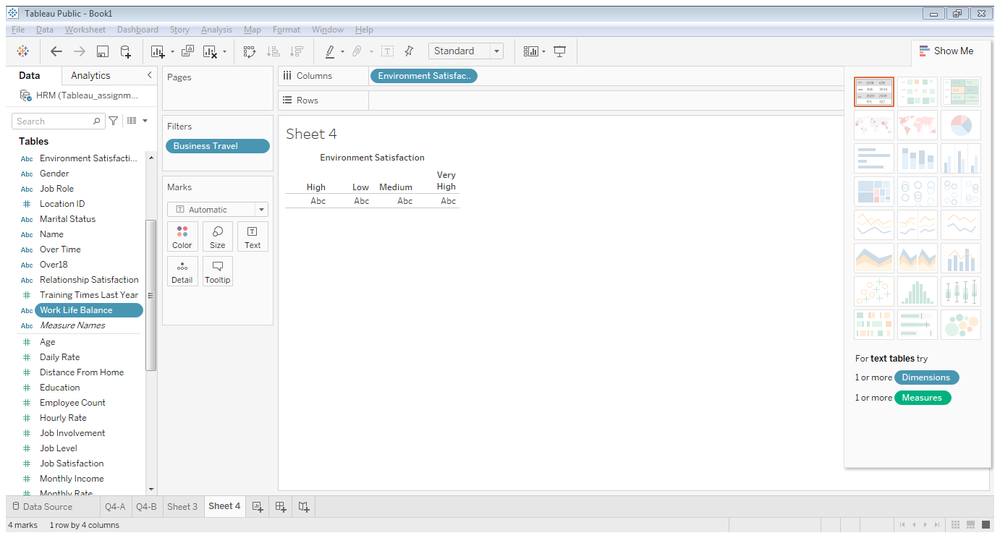 Tableau Public - Book1
File Data Worksheet Dashboard Story Analysis Map Format Window Help
Standard
Show Me
Data Analytics
HRM (Tableau_assignm...
Search
Tables
Abc Environment Satisfacti...
Abc Gender
Abc Job Role
# Location ID
Abc Marital Status
Abc Name
Abc Over Time
Abc Over18
Abc Relationship Satisfaction
# Training Times Last Year
Abc Work Life Balance
Abc Measure Names
# Age
# Daily Rate
# Distance From Home
# Education
# Employee Count
# Hourly Rate
# Job Involvement
# Job Level
# Job Satisfaction
# Monthly Income
# Monthly Rate
Pages
Filters
Business Travel
Marks
Automatic
Color Size Text
Detail Tooltip
Columns Environment Satisfac..
Rows
Sheet 4
Environment Satisfaction
High Low Medium Very High
Abc Abc Abc Abc
For text tables try
1 or more Dimensions
1 or more Measures
Data Source Q4-A Q4-B Sheet 3 Sheet 4
4 marks 1 row by 4 columns